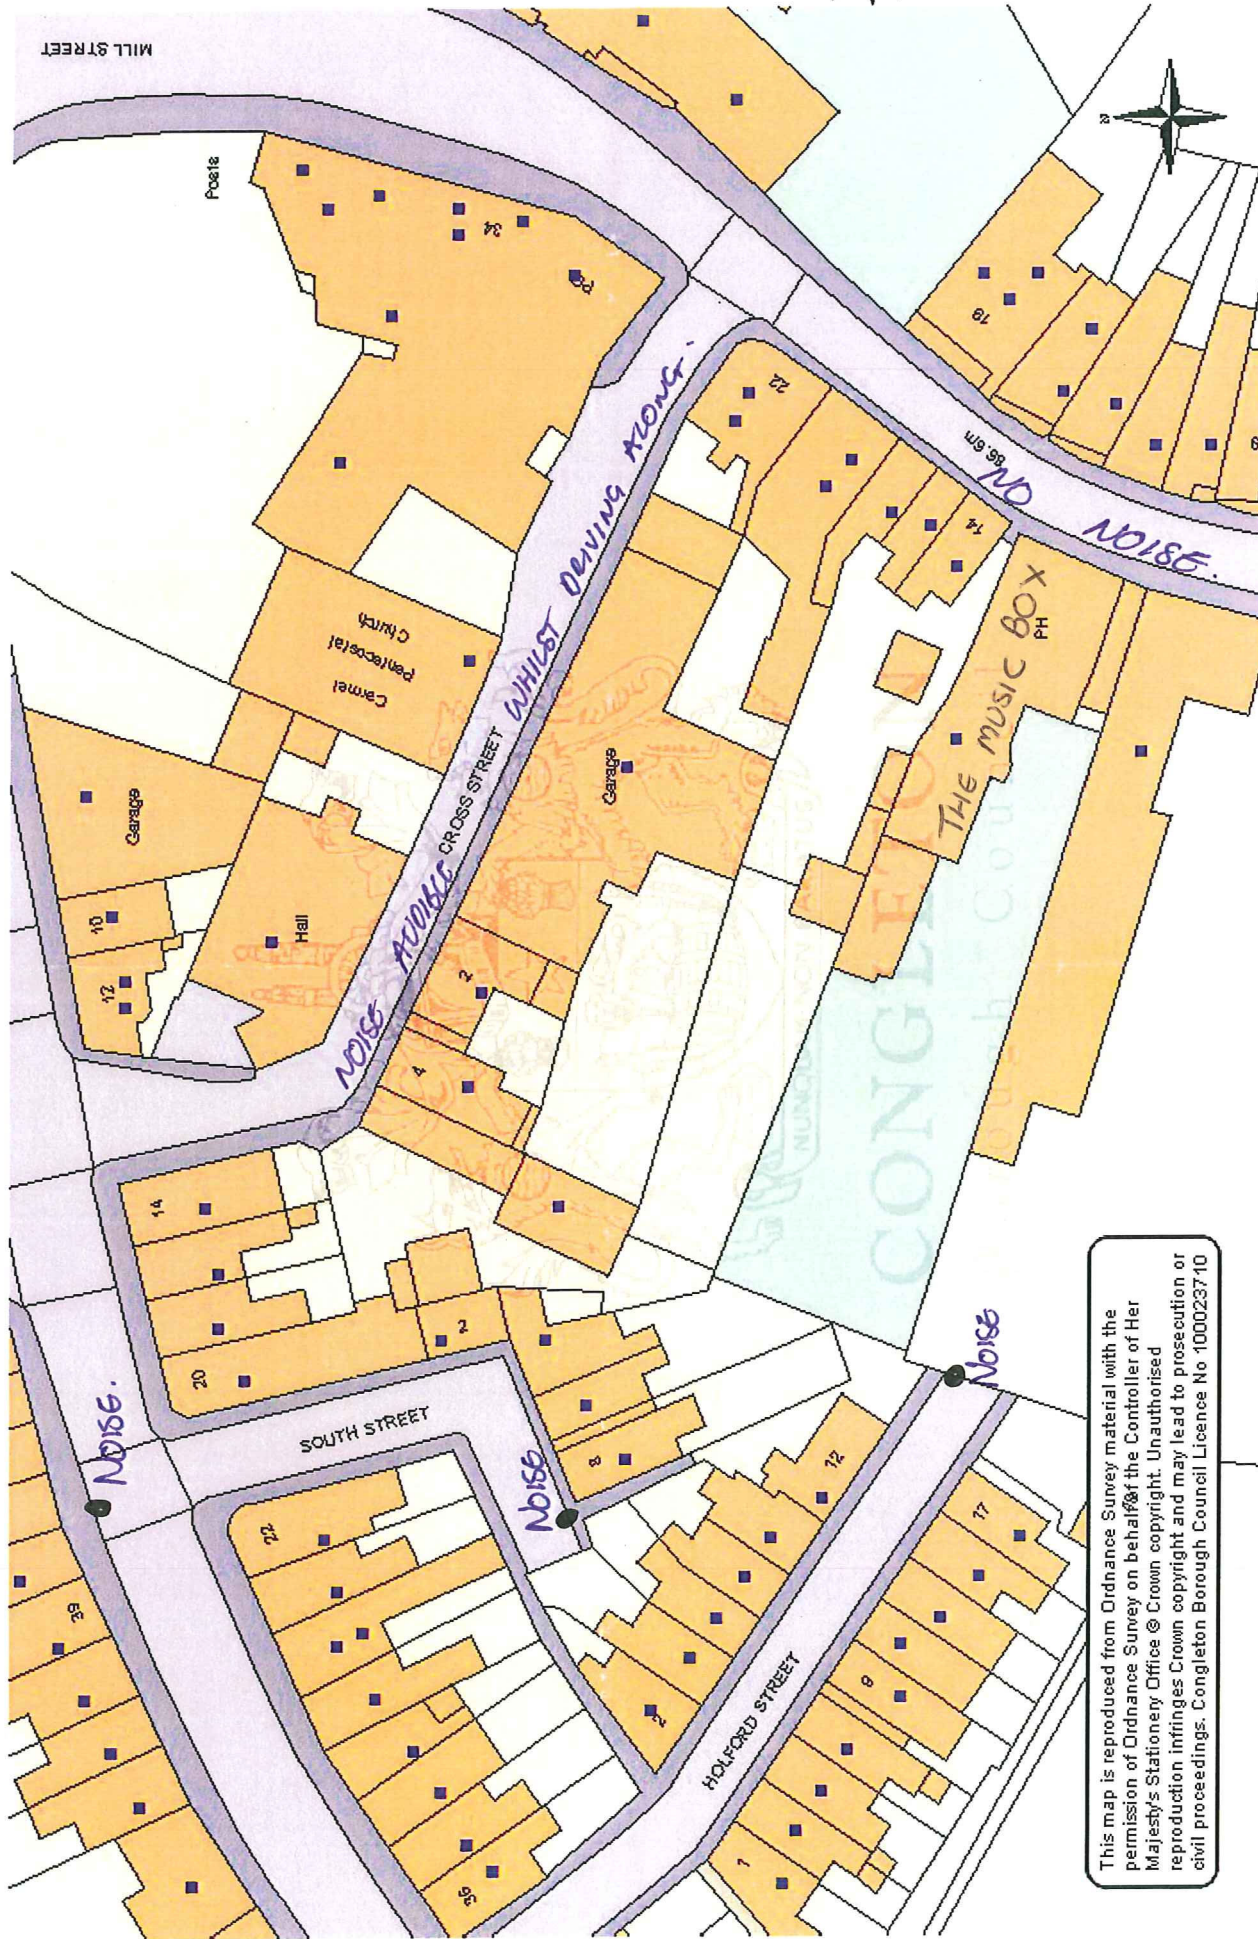 MILL STREET
Posts
34
PO
22
19
86.6m
NO
NOISE.
14
THE MUSIC BOX
PH
Carmel
Pentecostal
Church
Garage
Garage
10
12
Hall
NOISE AUDIBLE WHILST DRIVING ALONG.
CROSS STREET
2
4
14
20
2
NOISE.
SOUTH STREET
8
NOISE
22
39
36
NOISE
12
17
2
9
1
HOLFORD STREET
CONGLETON
This map is reproduced from Ordnance Survey material with the
permission of Ordnance Survey on behalf of the Controller of Her
Majesty's Stationery Office © Crown copyright. Unauthorised
reproduction infringes Crown copyright and may lead to prosecution or
civil proceedings. Congleton Borough Council Licence No 100023710